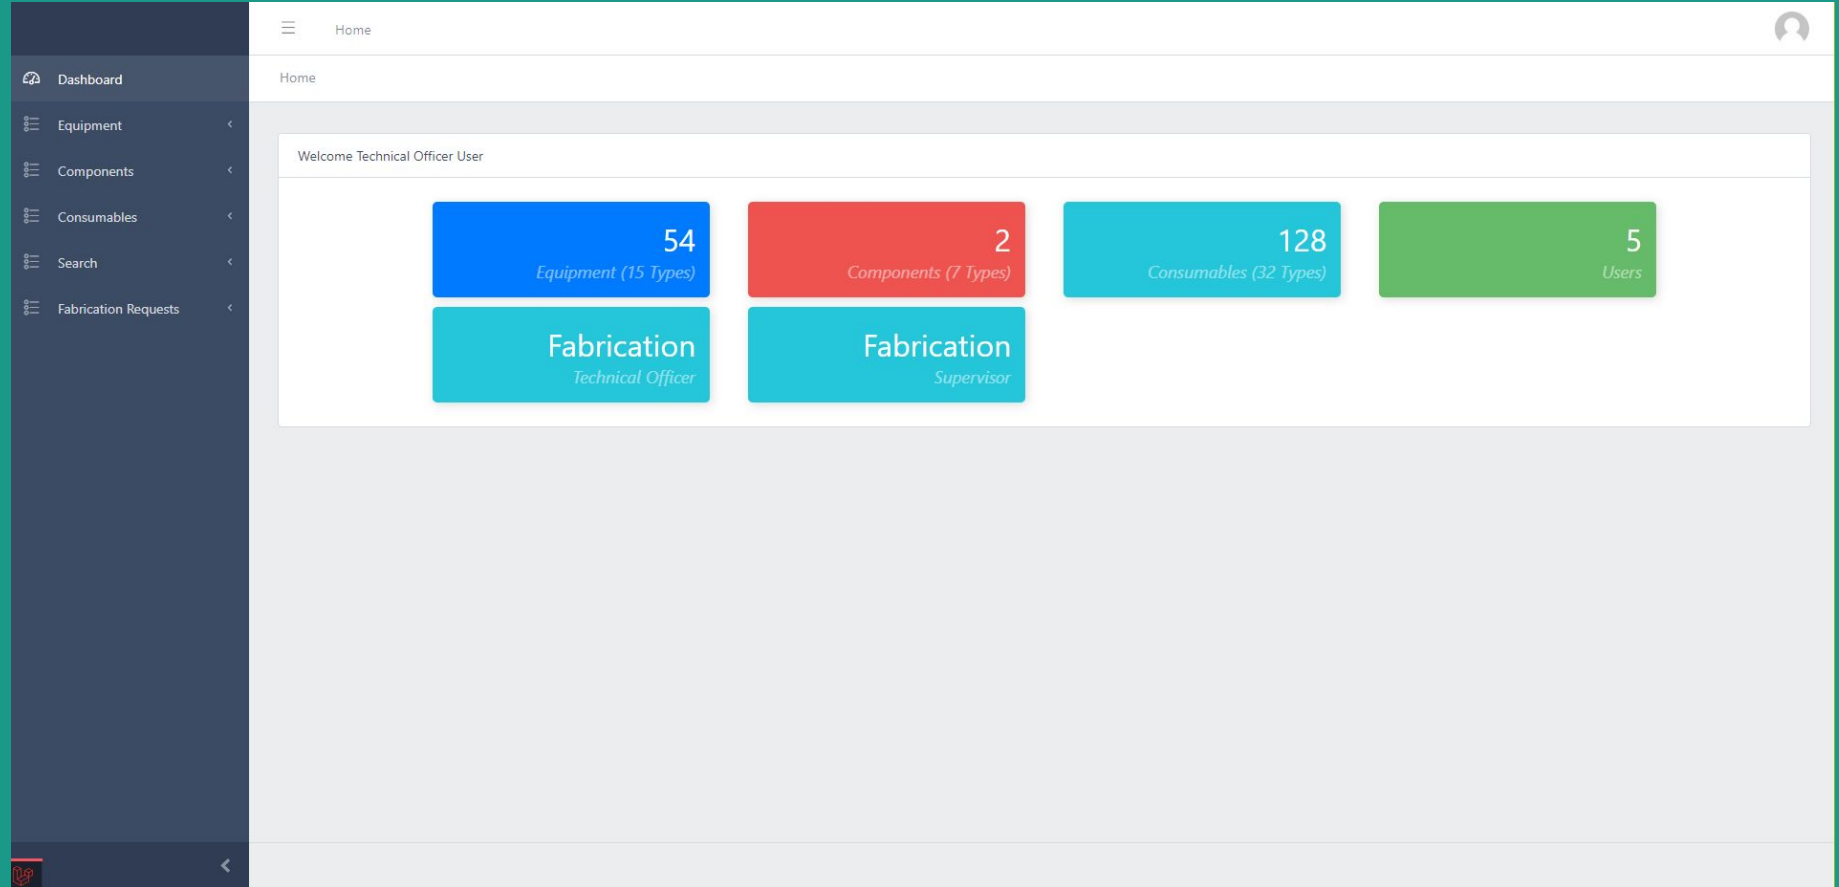 Home
Dashboard
Home
Equipment
Components
Consumables
Search
Fabrication Requests
Welcome Technical Officer User
54
Equipment (15 Types)
2
Components (7 Types)
128
Consumables (32 Types)
5
Users
Fabrication
Technical Officer
Fabrication
Supervisor